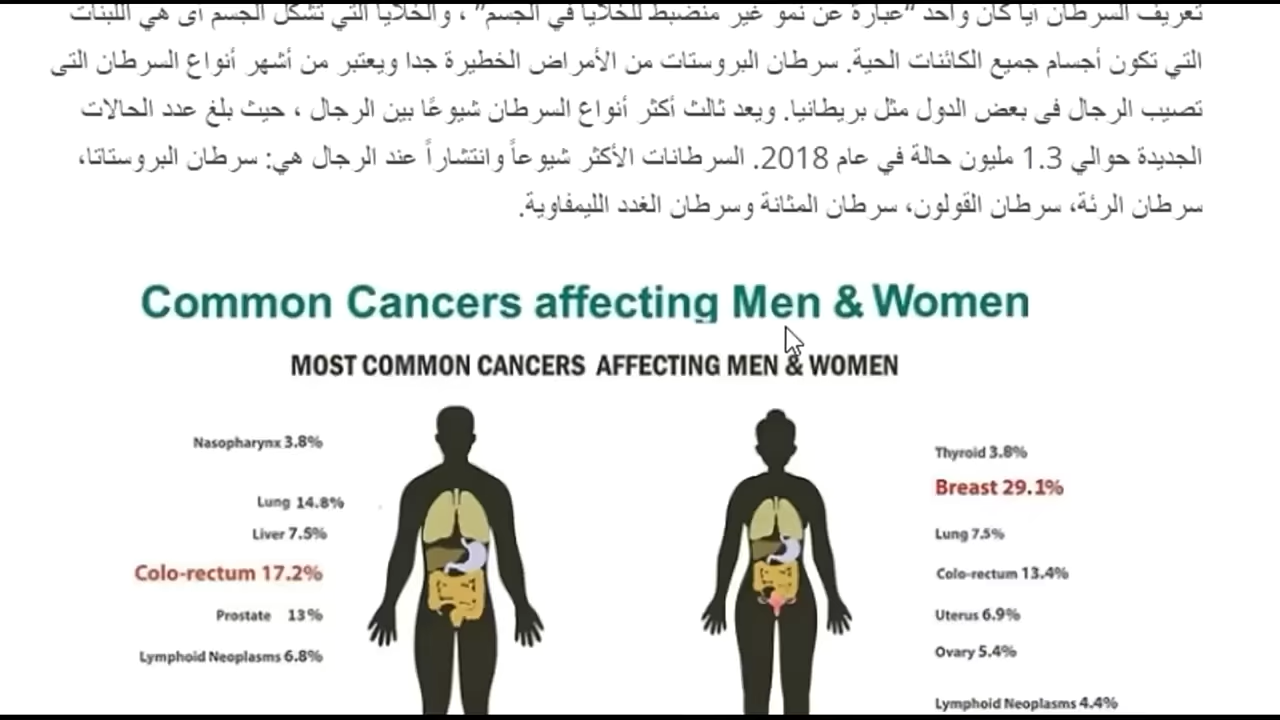 تعريف السرطان أيا كان واحد "عبارة عن نمو غير منضبط للخلايا في الجسم" ، والخلايا التي تشكل الجسم اى هي اللبنات
التي تكون أجسام جميع الكائنات الحية. سرطان البروستات من الأمراض الخطيرة جدا ويعتبر من أشهر أنواع السرطان التى
تصيب الرجال فى بعض الدول مثل بريطانيا. ويعد ثالث أكثر أنواع السرطان شيوعًا بين الرجال ، حيث بلغ عدد الحالات
الجديدة حوالي 1.3 مليون حالة في عام 2018. السرطانات الأكثر شيوعاً وانتشاراً عند الرجال هي: سرطان البروستاتا،
سرطان الرئة، سرطان القولون، سرطان المثانة وسرطان الغدد الليمفاوية.
Common Cancers affecting Men & Women
MOST COMMON CANCERS AFFECTING MEN & WOMEN
Nasopharynx 3.8%
Lung 14.8%
Liver 7.5%
Colo-rectum 17.2%
Prostate 13%
Lymphoid Neoplasms 6.8%
Thyroid 3.8%
Breast 29.1%
Lung 7.5%
Colo-rectum 13.4%
Uterus 6.9%
Ovary 5.4%
Lymphoid Neoplasms 4.4%